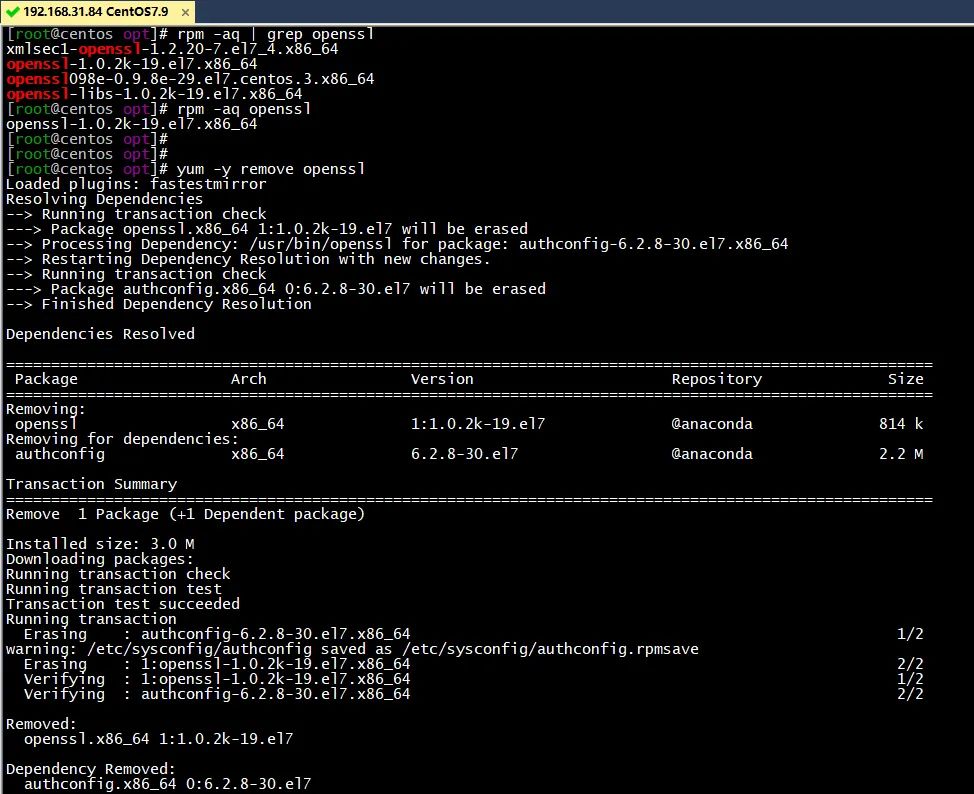 192.168.31.84 CentOS7.9 ×
[root@centos opt]# rpm -aq | grep openssl
xmlsec1-openssl-1.2.20-7.el7_4.x86_64
openssl-1.0.2k-19.el7.x86_64
openssl098e-0.9.8e-29.el7.centos.3.x86_64
openssl-libs-1.0.2k-19.el7.x86_64
[root@centos opt]# rpm -aq openssl
openssl-1.0.2k-19.el7.x86_64
[root@centos opt]#
[root@centos opt]#
[root@centos opt]# yum -y remove openssl
Loaded plugins: fastestmirror
Resolving Dependencies
--> Running transaction check
---> Package openssl.x86_64 1:1.0.2k-19.el7 will be erased
--> Processing Dependency: /usr/bin/openssl for package: authconfig-6.2.8-30.el7.x86_64
--> Restarting Dependency Resolution with new changes.
--> Running transaction check
---> Package authconfig.x86_64 0:6.2.8-30.el7 will be erased
--> Finished Dependency Resolution
Dependencies Resolved
================================================================================
Package Arch Version Repository Size
================================================================================
Removing:
openssl x86_64 1:1.0.2k-19.el7 @anaconda 814 k
Removing for dependencies:
authconfig x86_64 6.2.8-30.el7 @anaconda 2.2 M
Transaction Summary
================================================================================
Remove  1 Package (+1 Dependent package)
Installed size: 3.0 M
Downloading packages:
Running transaction check
Running transaction test
Transaction test succeeded
Running transaction
Erasing    : authconfig-6.2.8-30.el7.x86_64 1/2
warning: /etc/sysconfig/authconfig saved as /etc/sysconfig/authconfig.rpmsave
Erasing    : 1:openssl-1.0.2k-19.el7.x86_64 2/2
Verifying  : 1:openssl-1.0.2k-19.el7.x86_64 1/2
Verifying  : authconfig-6.2.8-30.el7.x86_64 2/2
Removed:
openssl.x86_64 1:1.0.2k-19.el7
Dependency Removed:
authconfig.x86_64 0:6.2.8-30.el7